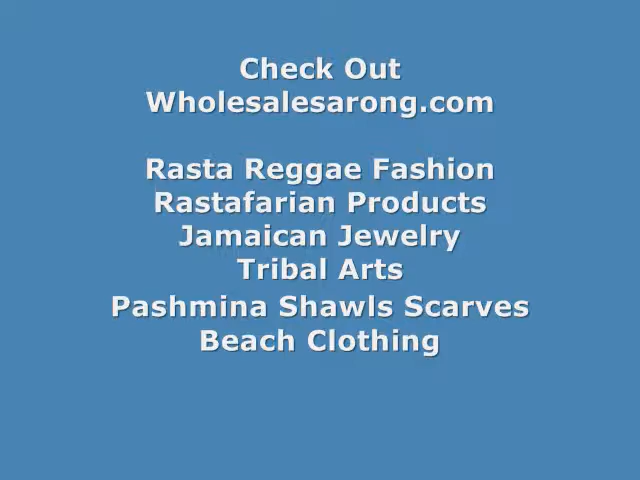 Check Out
Wholesalesarong.com
Rasta Reggae Fashion
Rastafarian Products
Jamaican Jewelry
Tribal Arts
Pashmina Shawls Scarves
Beach Clothing